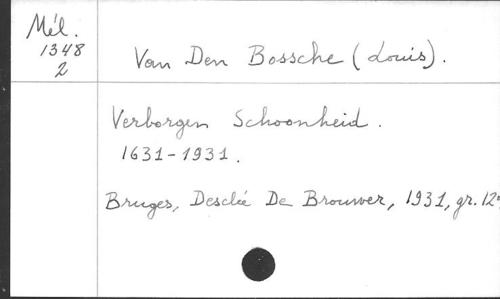 Mél.
1348
2
Van Den Bossche (Louis).
Verborgen Schoonheid.
1631-1931.
Bruges, Desclée De Brouwer, 1931, gr. 12°